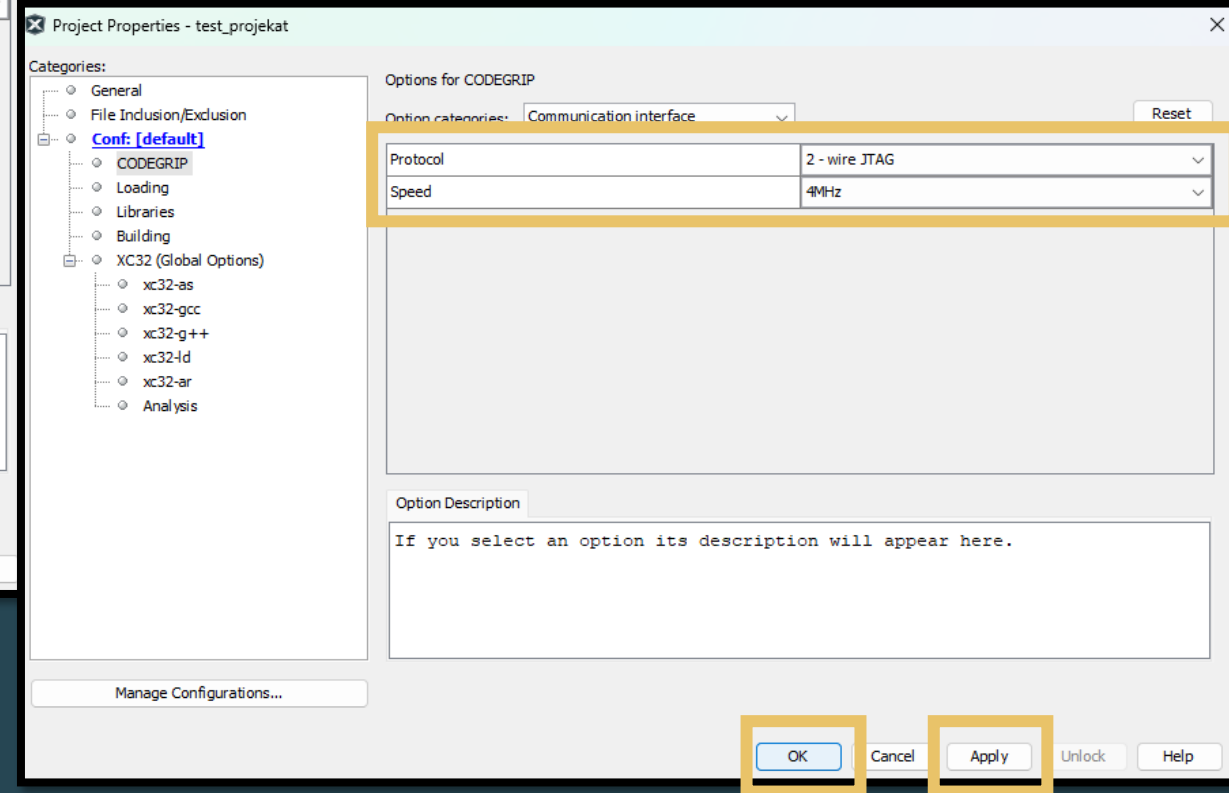 Project Properties - test_projekat
Categories:
General
File Inclusion/Exclusion
Conf: [default]
CODEGRIP
Loading
Libraries
Building
XC32 (Global Options)
xc32-as
xc32-gcc
xc32-g++
xc32-ld
xc32-ar
Analysis
Manage Configurations...
Options for CODEGRIP
Option categories: Communication interface Reset
Protocol 2 - wire JTAG
Speed 4MHz
Option Description
If you select an option its description will appear here.
OK Cancel Apply Unlock Help